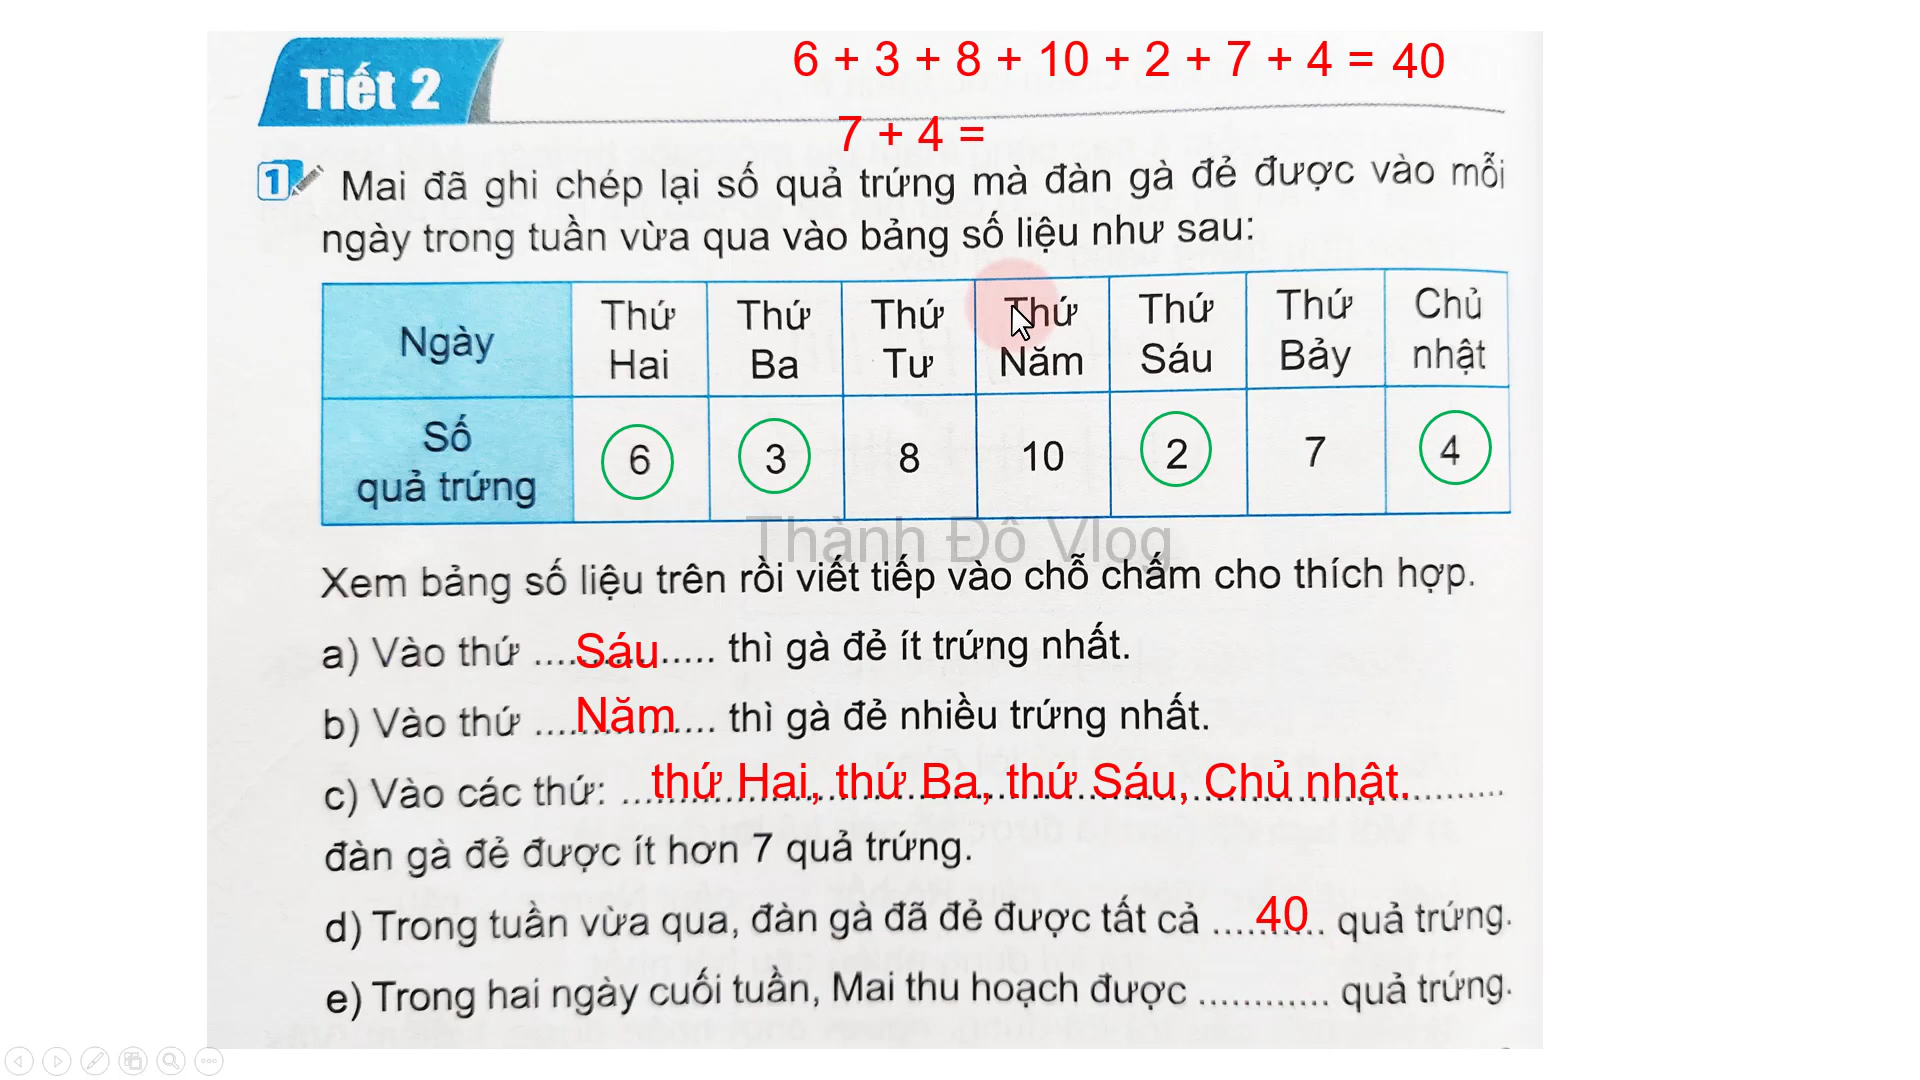 6 + 3 + 8 + 10 + 2 + 7 + 4 = 40
Tiết 2
7 + 4 =
1 Mai đã ghi chép lại số quả trứng mà đàn gà đẻ được vào mỗi
ngày trong tuần vừa qua vào bảng số liệu như sau:
Ngày Thứ Hai Thứ Ba Thứ Tư Thứ Năm Thứ Sáu Thứ Bảy Chủ nhật
Số quả trứng 6 3 8 10 2 7 4
Thành Đô Vlog
Xem bảng số liệu trên rồi viết tiếp vào chỗ chấm cho thích hợp.
a) Vào thứ ....Sáu.... thì gà đẻ ít trứng nhất.
b) Vào thứ ....Năm.... thì gà đẻ nhiều trứng nhất.
c) Vào các thứ: ...thứ Hai, thứ Ba, thứ Sáu, Chủ nhật....
đàn gà đẻ được ít hơn 7 quả trứng.
d) Trong tuần vừa qua, đàn gà đã đẻ được tất cả ....40.. quả trứng.
e) Trong hai ngày cuối tuần, Mai thu hoạch được ............ quả trứng.